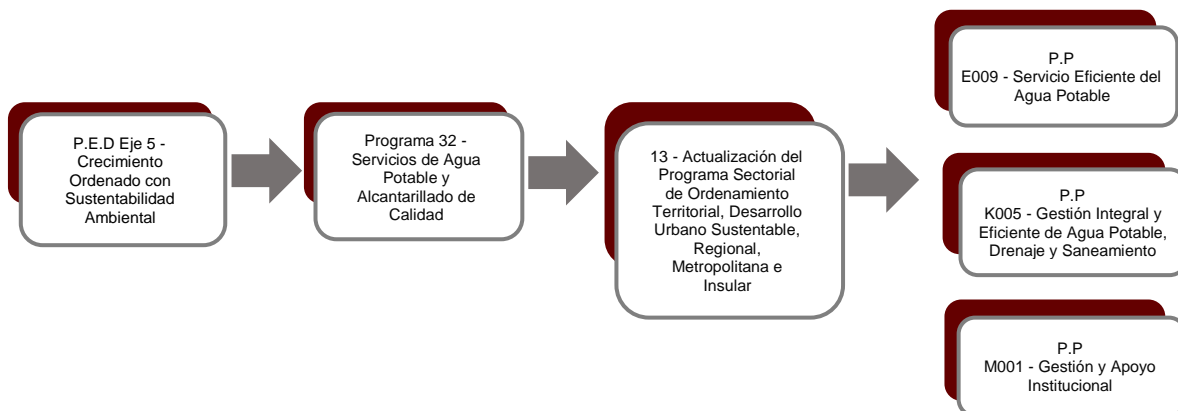 P.E.D Eje 5 -
Crecimiento
Ordenado con
Sustentabilidad
Ambiental
Programa 32 -
Servicios de Agua
Potable y
Alcantarillado de
Calidad
13 - Actualización del
Programa Sectorial
de Ordenamiento
Territorial, Desarrollo
Urbano Sustentable,
Regional,
Metropolitana e
Insular
P.P
E009 - Servicio Eficiente del
Agua Potable
P.P
K005 - Gestión Integral y
Eficiente de Agua Potable,
Drenaje y Saneamiento
P.P
M001 - Gestión y Apoyo
Institucional